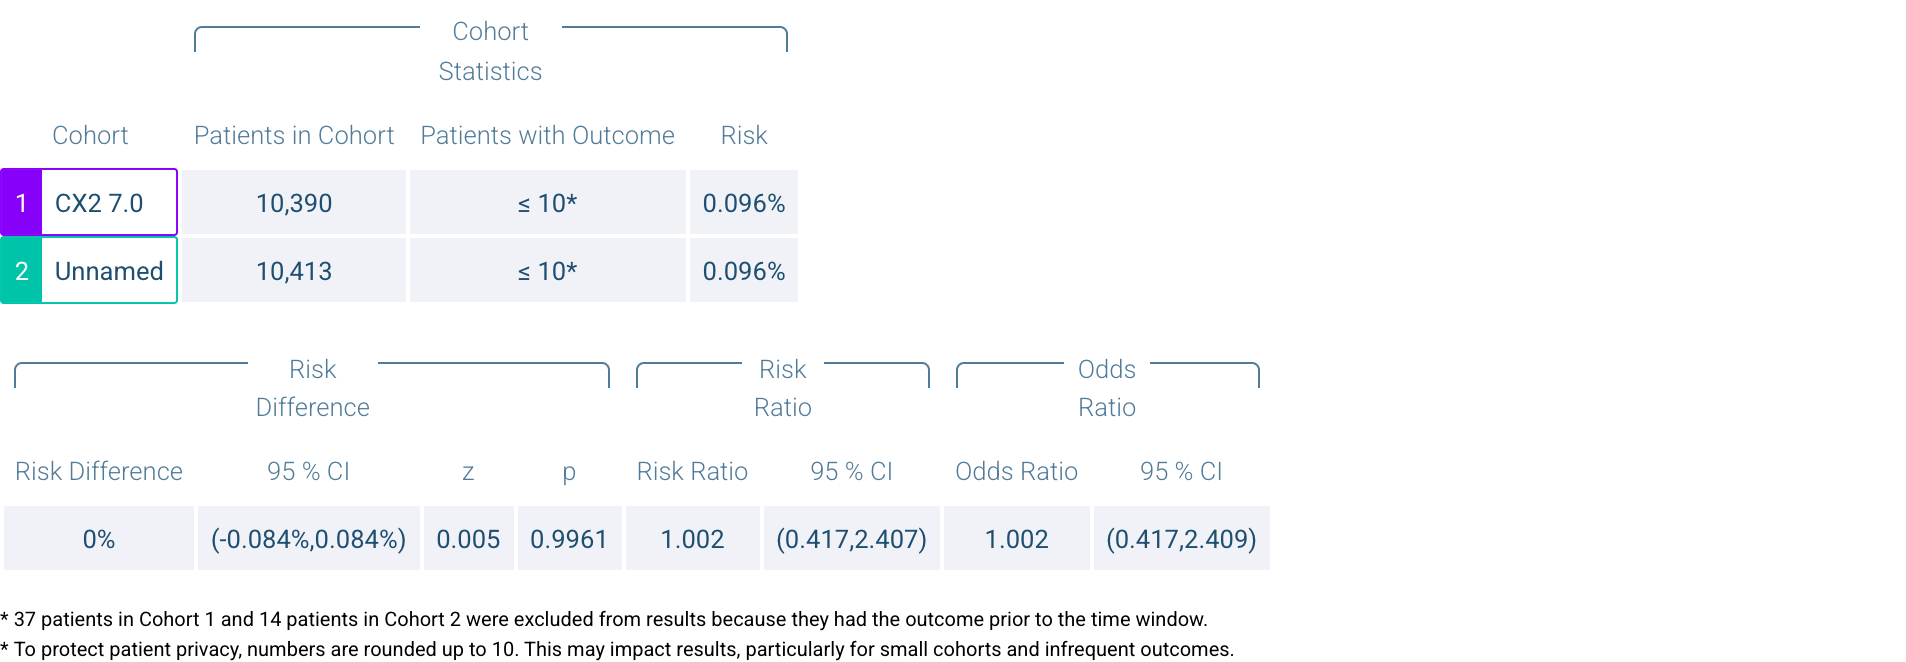 Cohort
Statistics
Cohort Patients in Cohort Patients with Outcome Risk
1 CX2 7.0 10,390 ≤ 10* 0.096%
2 Unnamed 10,413 ≤ 10* 0.096%
Risk Risk Odds
Difference Ratio Ratio
Risk Difference 95 % CI z p Risk Ratio 95 % CI Odds Ratio 95 % CI
0% (-0.084%,0.084%) 0.005 0.9961 1.002 (0.417,2.407) 1.002 (0.417,2.409)
* 37 patients in Cohort 1 and 14 patients in Cohort 2 were excluded from results because they had the outcome prior to the time window.
* To protect patient privacy, numbers are rounded up to 10. This may impact results, particularly for small cohorts and infrequent outcomes.